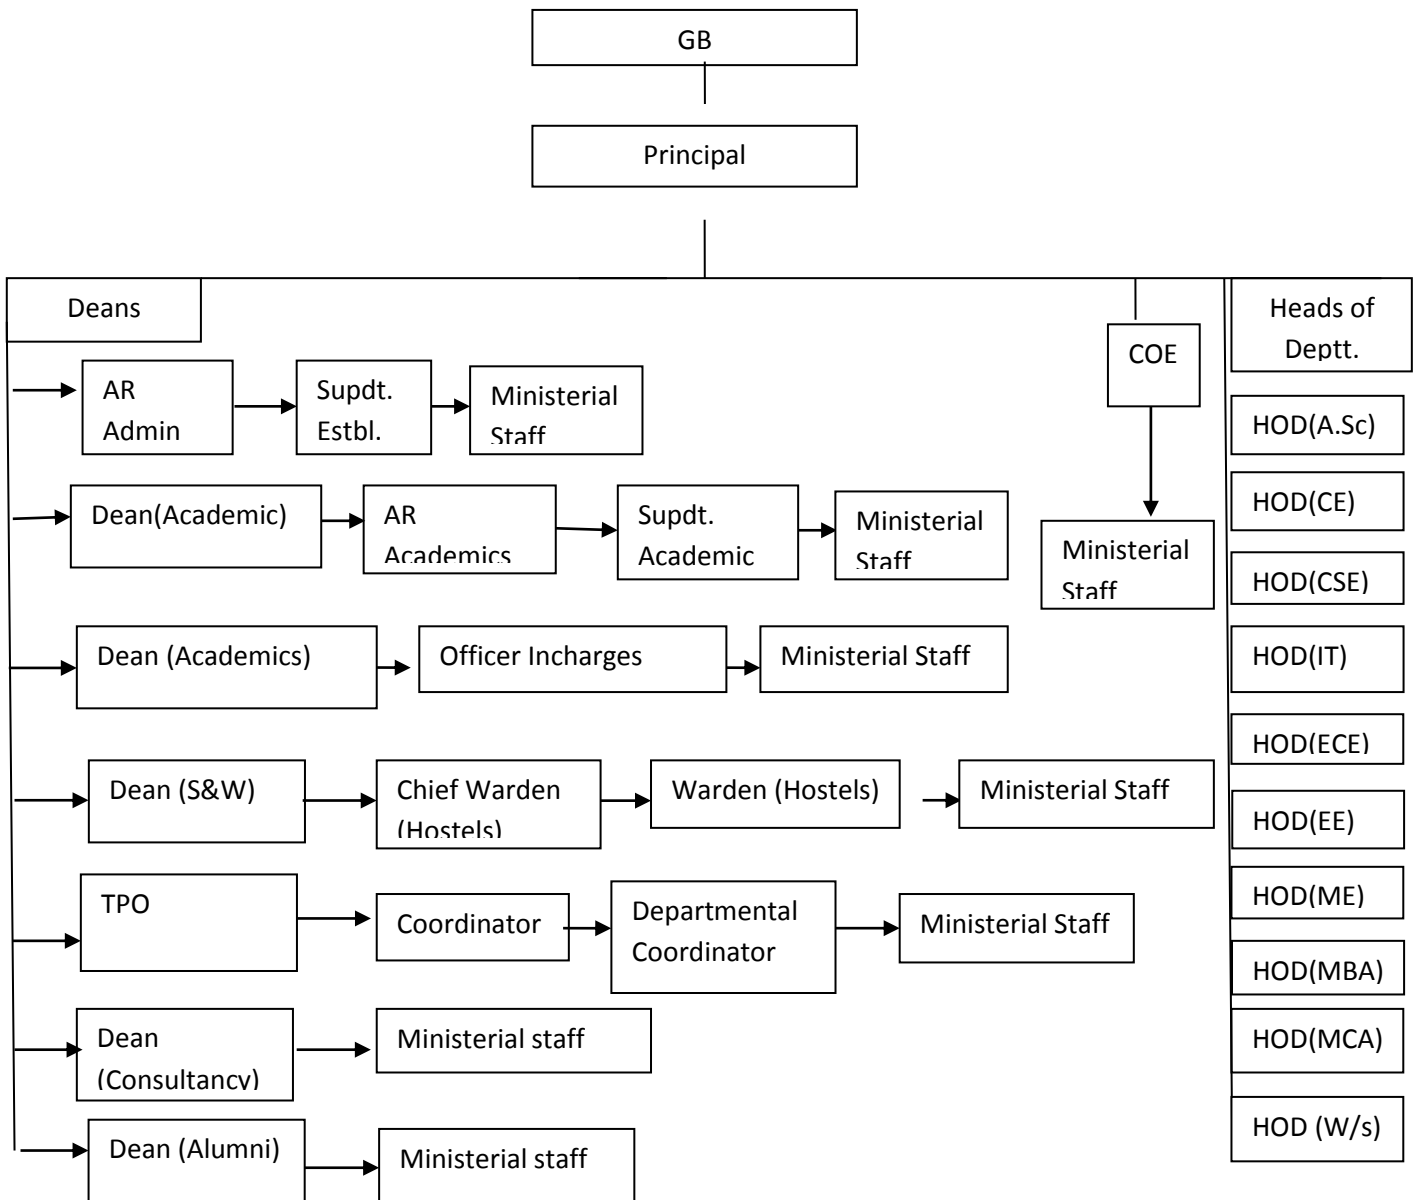 GB
Principal
Deans
Heads of
Deptt.
COE
AR
Admin
Supdt.
Estbl.
Ministerial
Staff
HOD(A.Sc)
Dean(Academic)
AR
Academics
Supdt.
Academic
Ministerial
Staff
Ministerial
Staff
HOD(CE)
HOD(CSE)
Dean (Academics)
Officer Incharges
Ministerial Staff
HOD(IT)
HOD(ECE)
Dean (S&W)
Chief Warden
(Hostels)
Warden (Hostels)
Ministerial Staff
HOD(EE)
TPO
Coordinator
Departmental
Coordinator
Ministerial Staff
HOD(ME)
HOD(MBA)
Dean
(Consultancy)
Ministerial staff
HOD(MCA)
Dean (Alumni)
Ministerial staff
HOD (W/s)